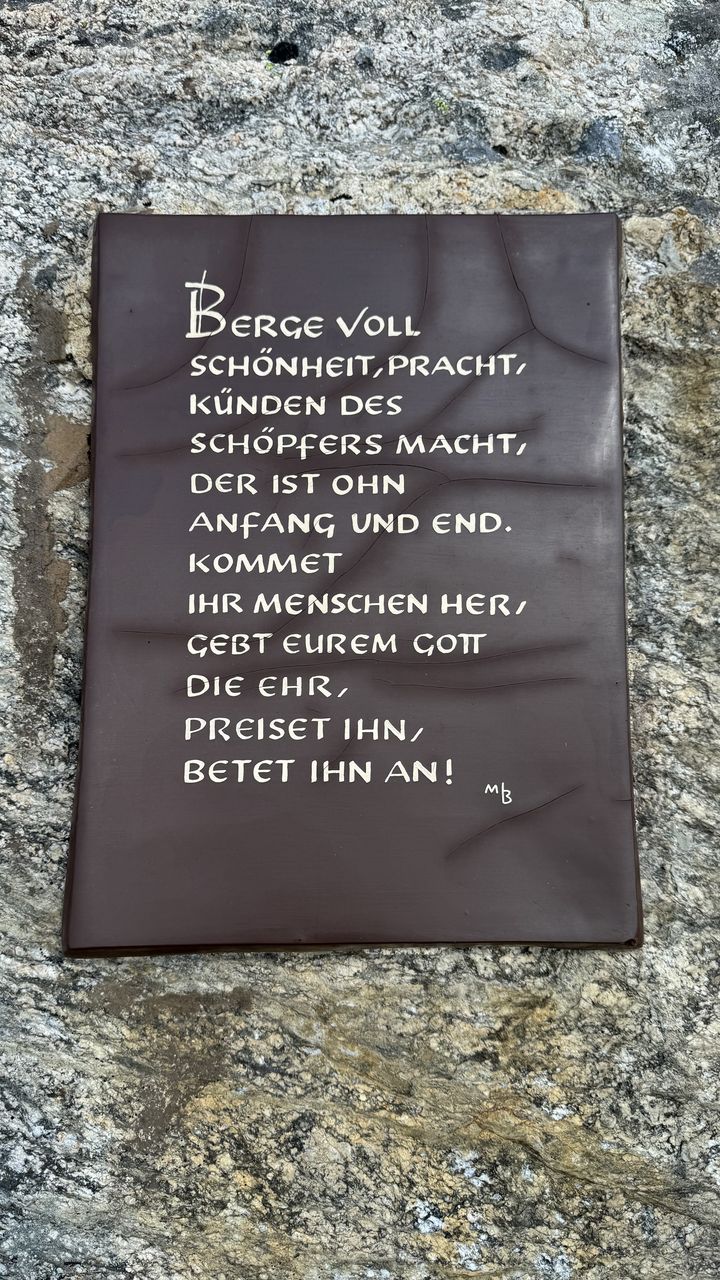 BERGE VOLL
SCHÖNHEIT, PRACHT,
KÜNDEN DES
SCHÖPFERS MACHT,
DER IST OHN
ANFANG UND END.
KOMMET
IHR MENSCHEN HER,
GEBT EUREM GOTT
DIE EHR,
PREISET IHN,
BETET IHN AN!
MB